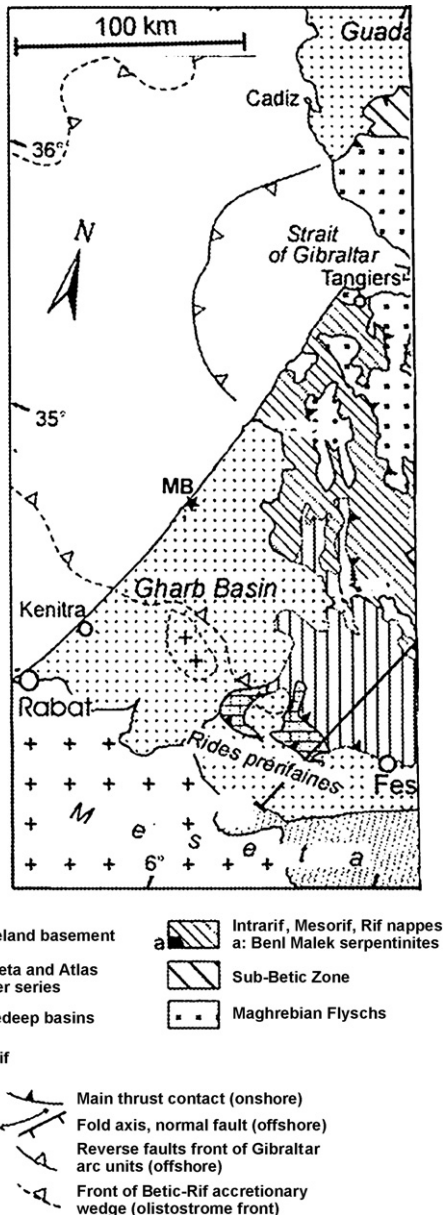 100 km
Guad
Cadiz
36°
N
Strait
of Gibraltar
Tangiers
35°
MB
Gharb Basin
Kenitra
Rabat
Rides prérifaines
Fes
M e s e t a
6°
eland basement
eta and Atlas
er series
edeep basins
if
a
Intrarif, Mesorif, Rif nappes
a: Benl Malek serpentinites
Sub-Betic Zone
Maghrebian Flyschs
Main thrust contact (onshore)
Fold axis, normal fault (offshore)
Reverse faults front of Gibraltar
arc units (offshore)
Front of Betic-Rif accretionary
wedge (olistostrome front)